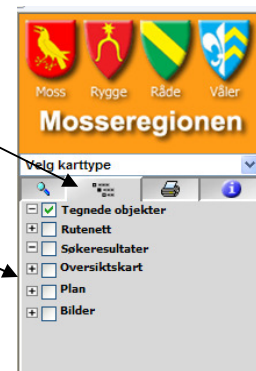 Moss Rygge Råde Våler
Mosseregionen
Velg karttype
Tegnede objekter
Rutenett
Søkeresultater
Oversiktskart
Plan
Bilder